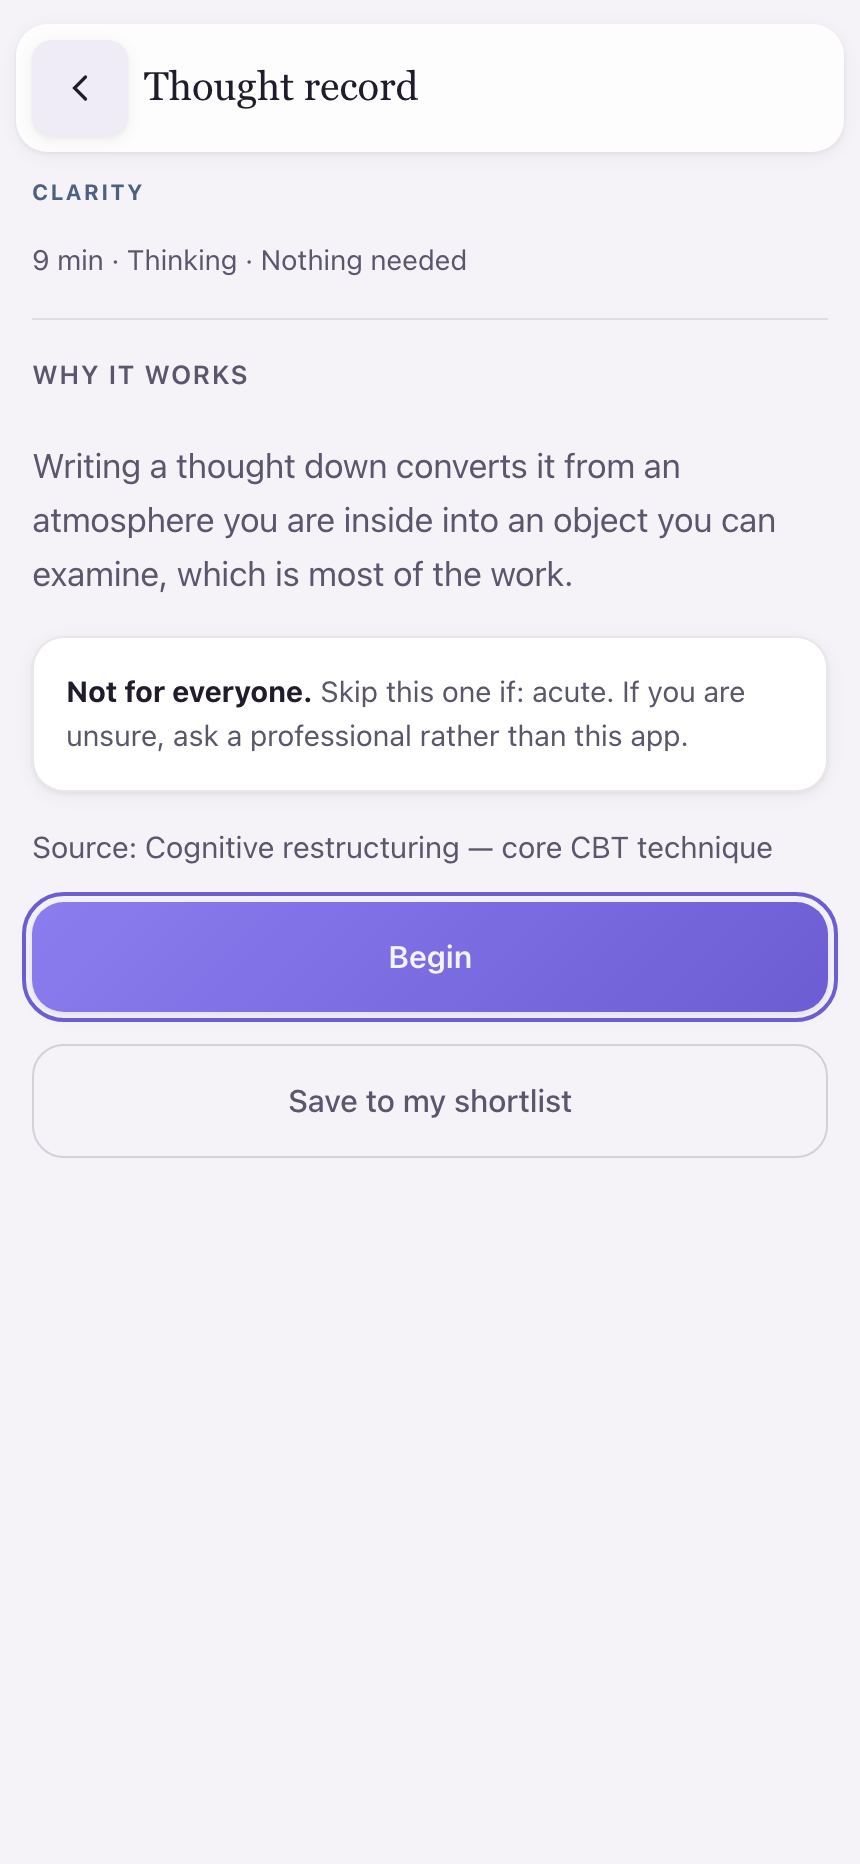 Thought record
CLARITY
9 min · Thinking · Nothing needed
WHY IT WORKS
Writing a thought down converts it from an
atmosphere you are inside into an object you can
examine, which is most of the work.
Not for everyone. Skip this one if: acute. If you are
unsure, ask a professional rather than this app.
Source: Cognitive restructuring — core CBT technique
Begin
Save to my shortlist